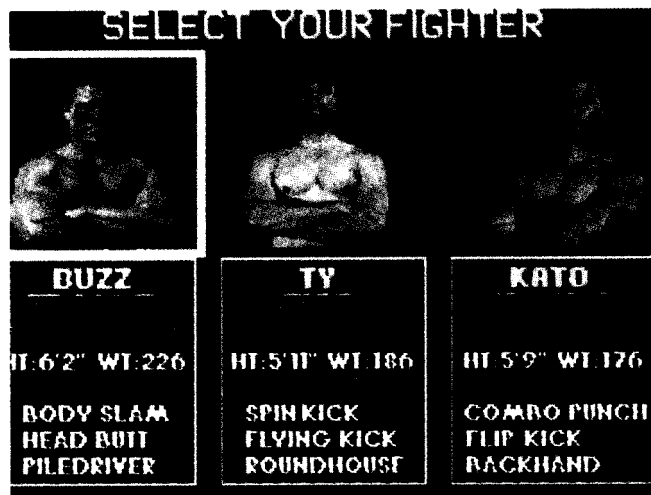 SELECT YOUR FIGHTER
BUZZ
HT:6'2" WT:226
BODY SLAM
HEAD BUTT
PILEDRIVER
TY
HT:5'11" WT:186
SPIN KICK
FLYING KICK
ROUNDHOUSE
KATO
HT:5'9" WT:176
COMBO PUNCH
FLIP KICK
BACKHAND